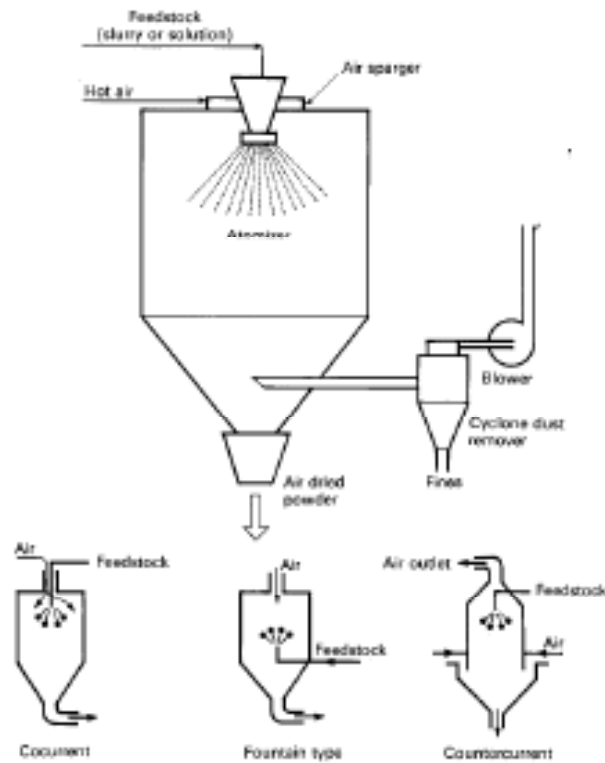 Feedstock
(slurry or solution)
Air sparger
Hot air
Atomizer
Blower
Cyclone dust
remover
Fines
Air dried
powder
Air
Feedstock
Cocurrent
Air
Feedstock
Fountain type
Air outlet
Feedstock
Air
Countercurrent